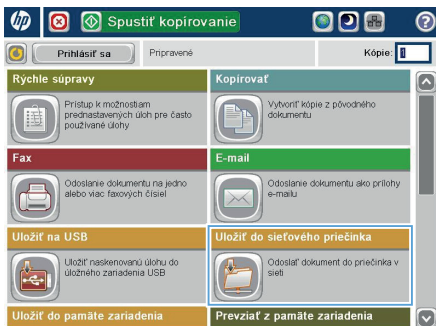 hp Spustiť kopírovanie ?
Prihlásiť sa Pripravené Kópie: 1
Rýchle súpravy
Prístup k možnostiam
prednastavených úloh pre často
používané úlohy
Kopírovať
Vytvoriť kópie z pôvodného
dokumentu
Fax
Odoslanie dokumentu na jedno
alebo viac faxových čísiel
E-mail
Odoslanie dokumentu ako prílohy
e-mailu
Uložiť na USB
Uložiť naskenovanú úlohu do
úložného zariadenia USB
Uložiť do sieťového priečinka
Odoslať dokument do priečinka v
sieti
Uložiť do pamäte zariadenia
Prevziať z pamäte zariadenia